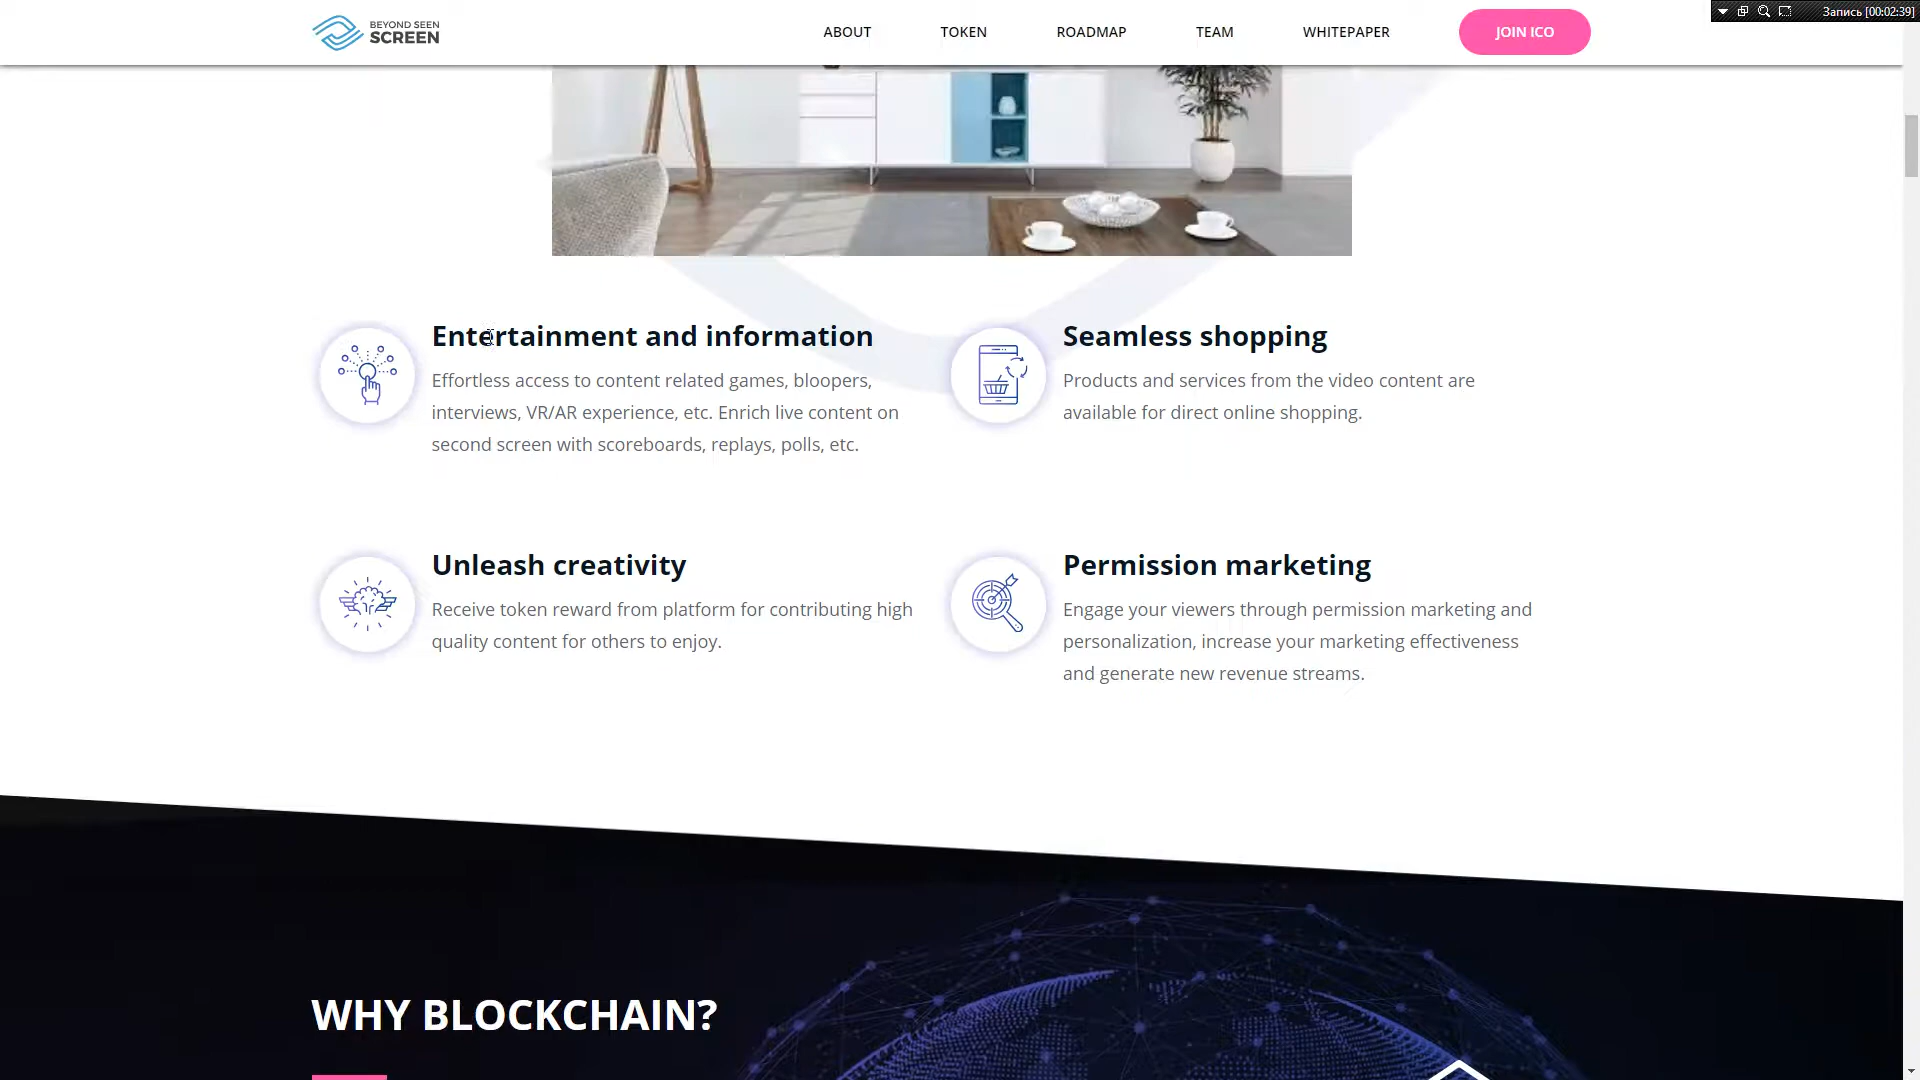 BEYOND SEEN
SCREEN
ABOUT
TOKEN
ROADMAP
TEAM
WHITEPAPER
JOIN ICO
Запись [00:02:39]
Entertainment and information
Effortless access to content related games, bloopers,
interviews, VR/AR experience, etc. Enrich live content on
second screen with scoreboards, replays, polls, etc.
Seamless shopping
Products and services from the video content are
available for direct online shopping.
Unleash creativity
Receive token reward from platform for contributing high
quality content for others to enjoy.
Permission marketing
Engage your viewers through permission marketing and
personalization, increase your marketing effectiveness
and generate new revenue streams.
WHY BLOCKCHAIN?